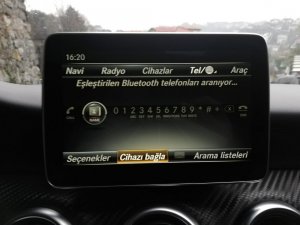 16:20
Navi Radyo Cihazlar Tel/ Araç
Eşleştirilen Bluetooth telefonları aranıyor...
0 1 2 3 4 5 6 7 8 9 * # +
Seçenekler Cihazı bağla Arama listeleri